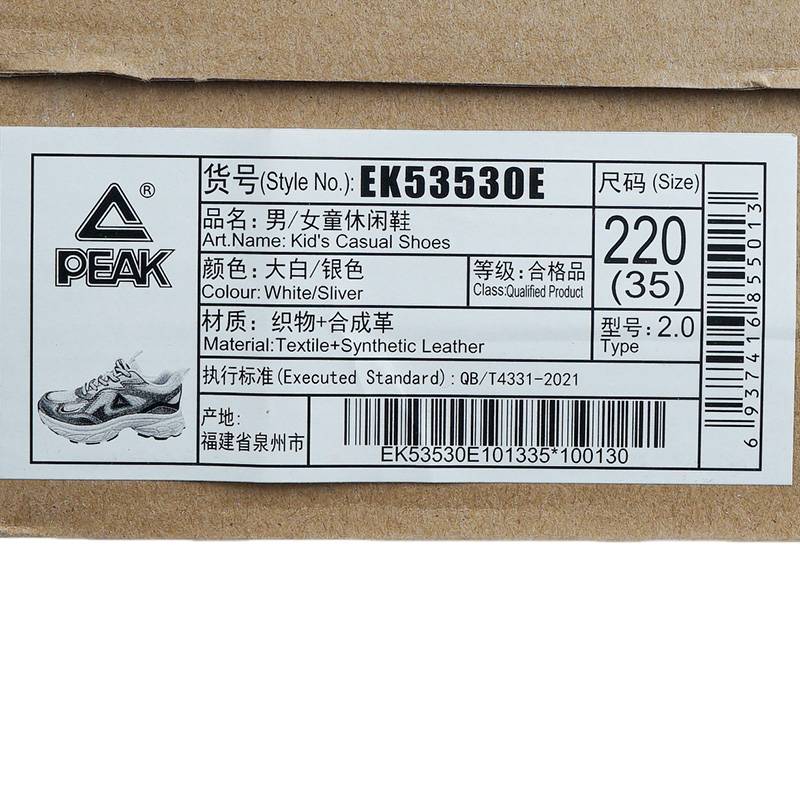 PEAK®
货号(Style No.): EK53530E
尺码 (Size)
品名: 男/女童休闲鞋
Art.Name: Kid's Casual Shoes
220
(35)
颜色: 大白/银色
Colour: White/Sliver
等级: 合格品
Class:Qualified Product
材质: 织物+合成革
Material:Textile+Synthetic Leather
型号: 2.0
Type
执行标准(Executed Standard): QB/T4331-2021
产地:
福建省泉州市
EK53530E101335*100130
6937416855013